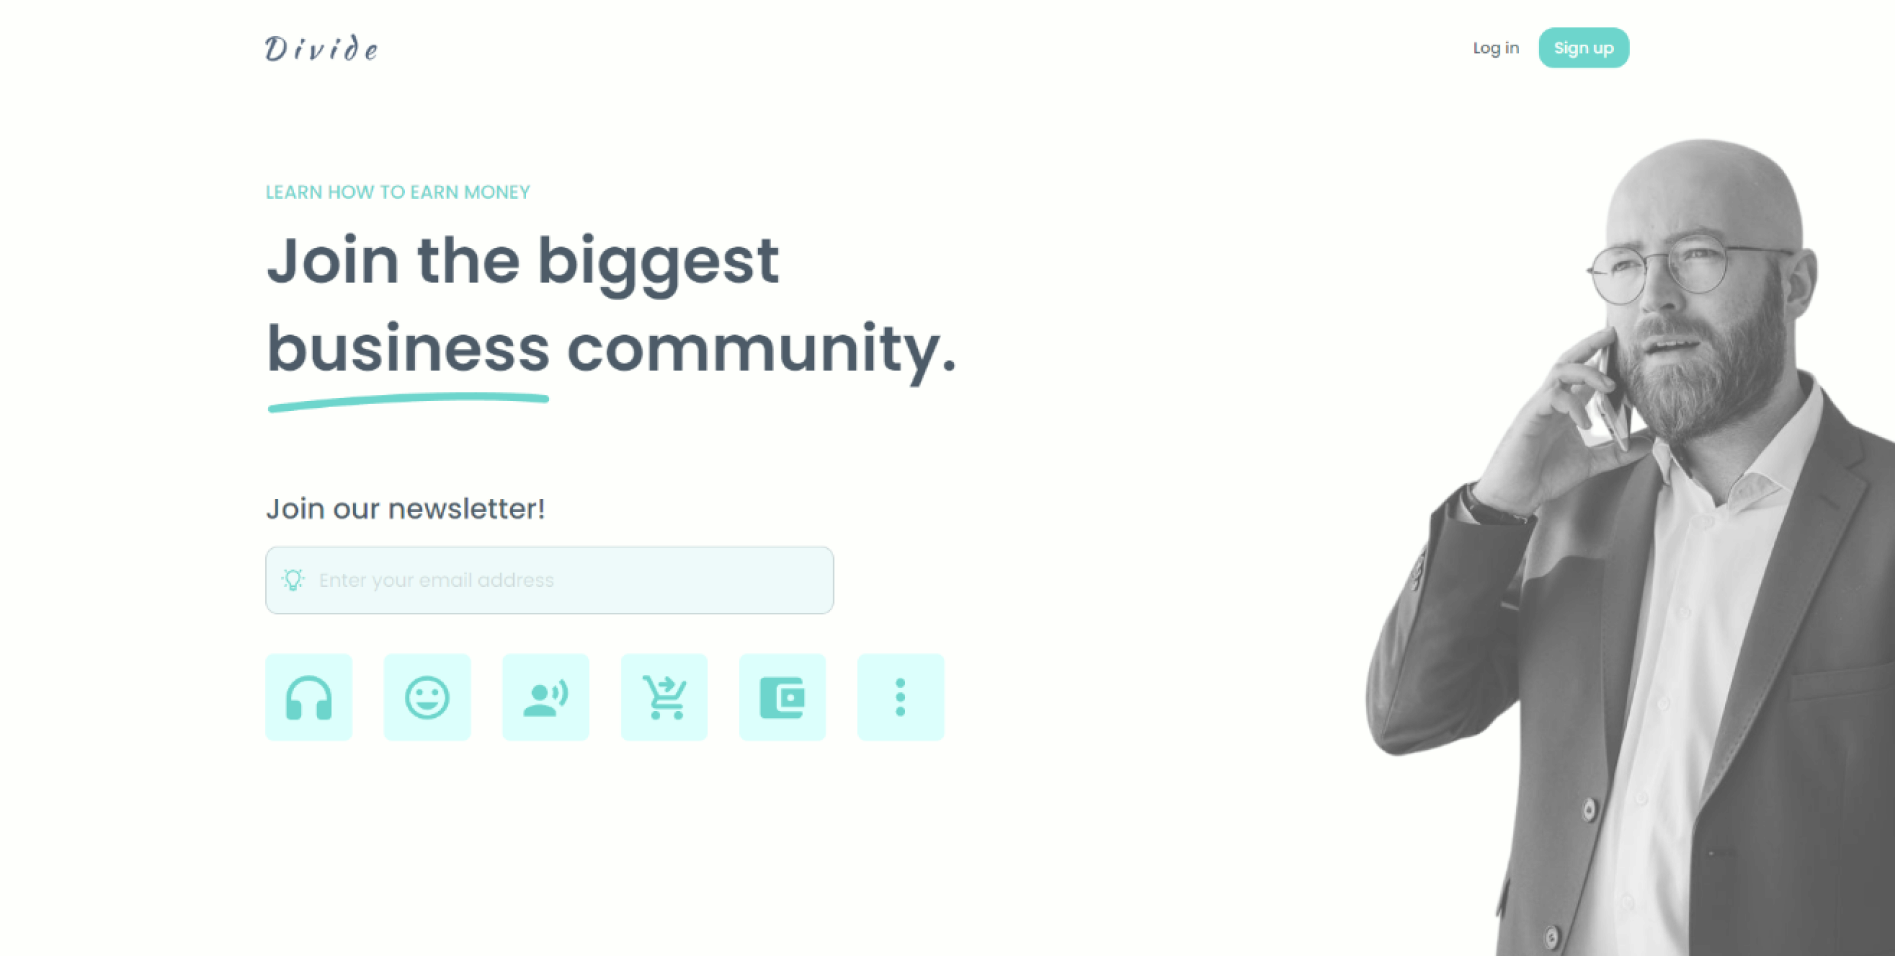 Divide
Log in
Sign up
LEARN HOW TO EARN MONEY
Join the biggest
business community.
Join our newsletter!
Enter your email address